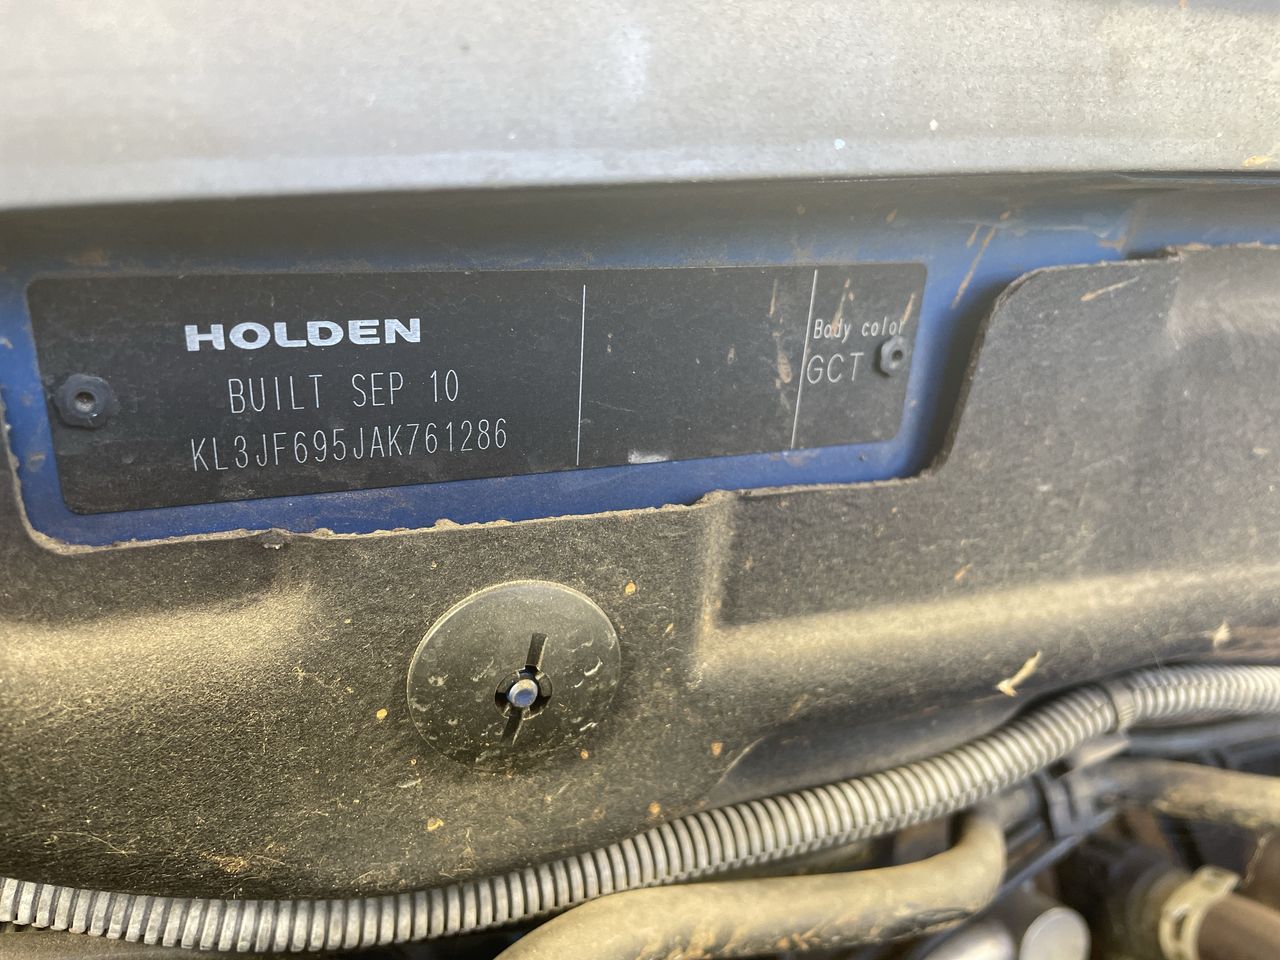 HOLDEN
BUILT SEP 10
KL3JF695JAK761286
Body color
GCT